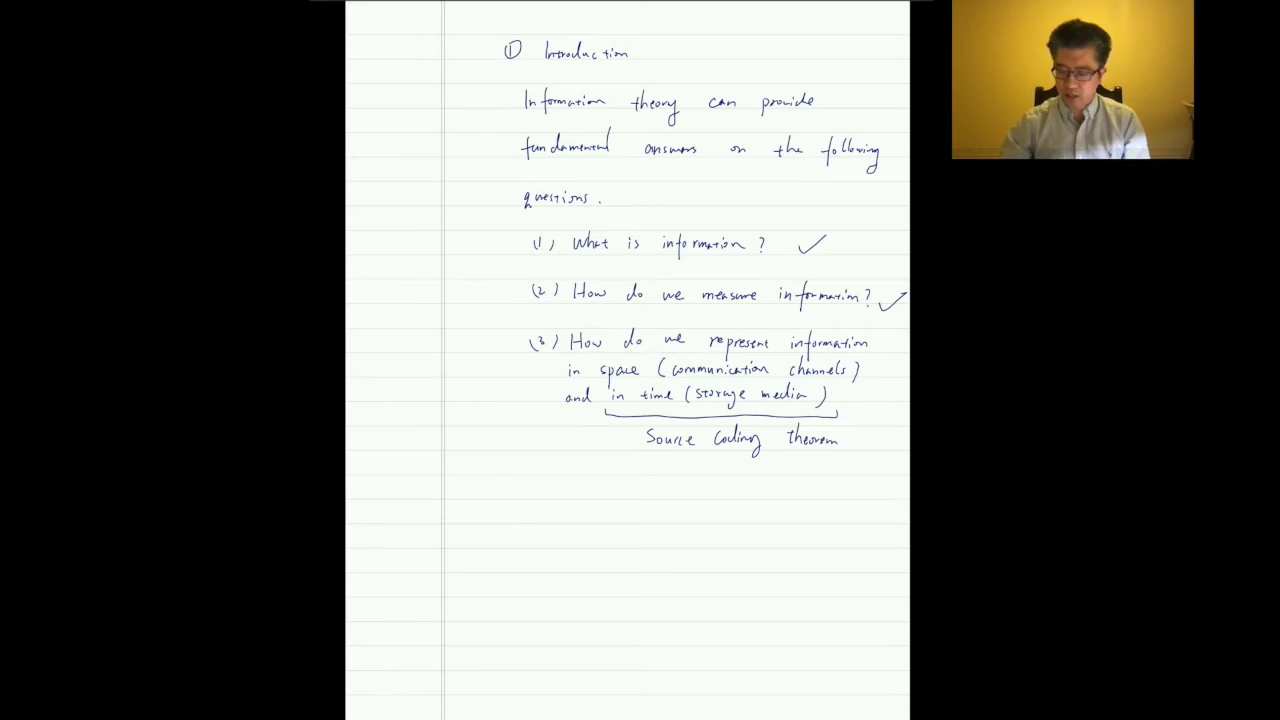 ① Introduction
Information theory can provide
fundamental answers on the following
questions.
(1) What is information? ✓
(2) How do we measure information? ✓
(3) How do we represent information
in space (communication channels)
and in time (storage media)
Source coding theorem